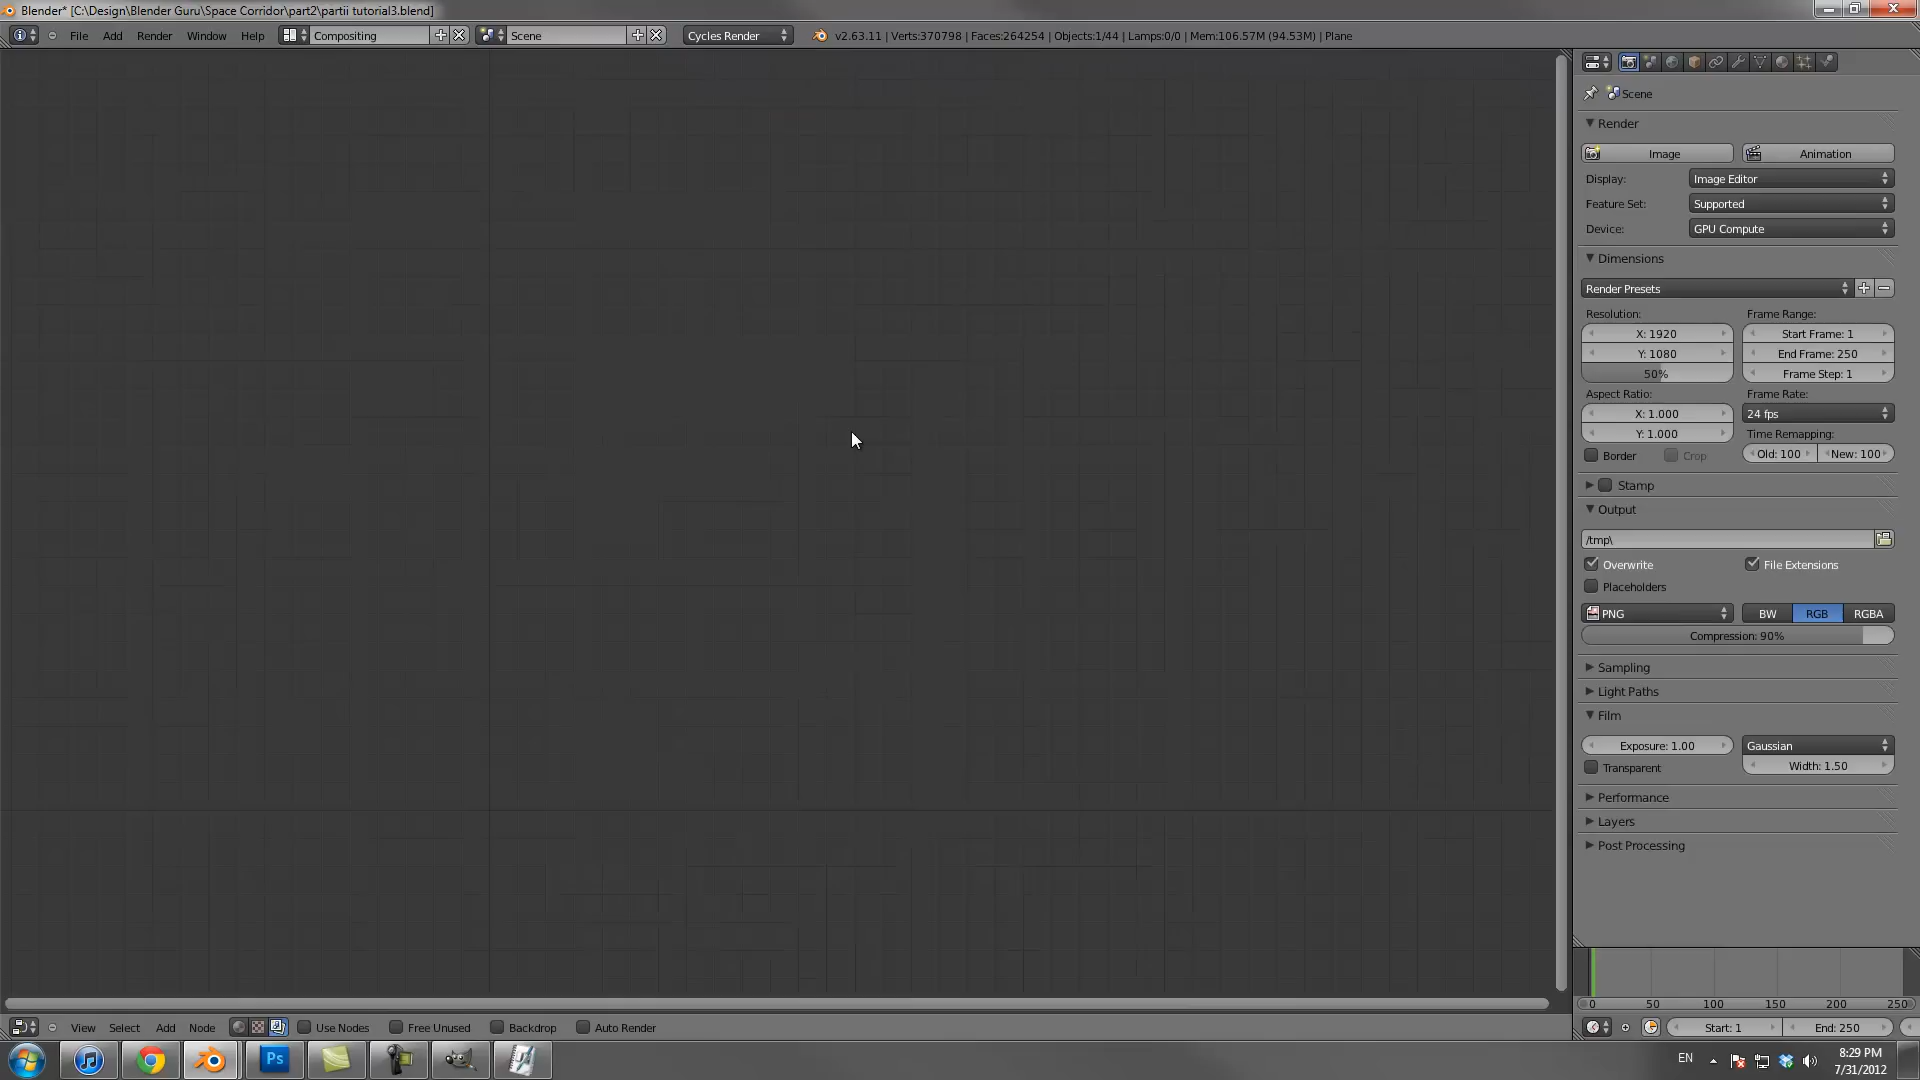 Blender* [C:\Design\Blender Guru\Space Corridor\part2\partii tutorial3.blend]
File Add Render Window Help Compositing Scene Cycles Render v2.63.11 | Verts:370798 | Faces:264254 | Objects:1/44 | Lamps:0/0 | Mem:106.57M (94.53M) | Plane
Scene
Render
Image Animation
Display: Image Editor
Feature Set: Supported
Device: GPU Compute
Dimensions
Render Presets
Resolution: Frame Range:
X: 1920 Start Frame: 1
Y: 1080 End Frame: 250
50% Frame Step: 1
Aspect Ratio: Frame Rate:
X: 1.000 24 fps
Y: 1.000 Time Remapping:
Border Crop Old: 100 New: 100
Stamp
Output
/tmp\
Overwrite File Extensions
Placeholders
PNG BW RGB RGBA
Compression: 90%
Sampling
Light Paths
Film
Exposure: 1.00 Gaussian
Transparent Width: 1.50
Performance
Layers
Post Processing
0 50 100 150 200 250
View Select Add Node Use Nodes Free Unused Backdrop Auto Render Start: 1 End: 250
Ps EN 8:29 PM
7/31/2012